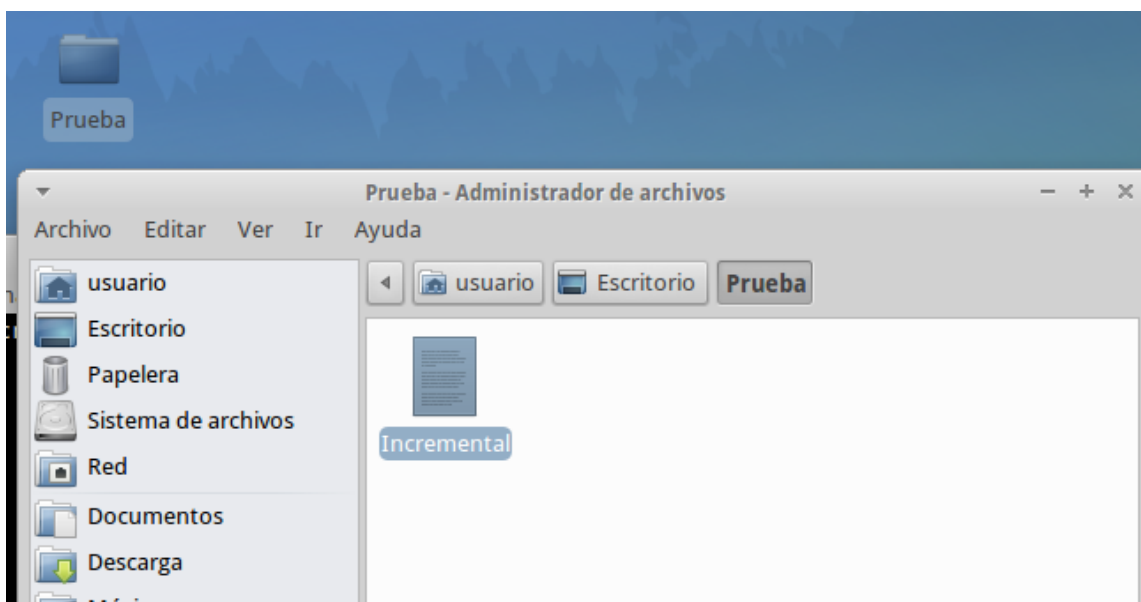 Prueba
Prueba - Administrador de archivos
Archivo Editar Ver Ir Ayuda
usuario
Escritorio
Papelera
Sistema de archivos
Red
Documentos
Descarga
usuario Escritorio Prueba
Incremental